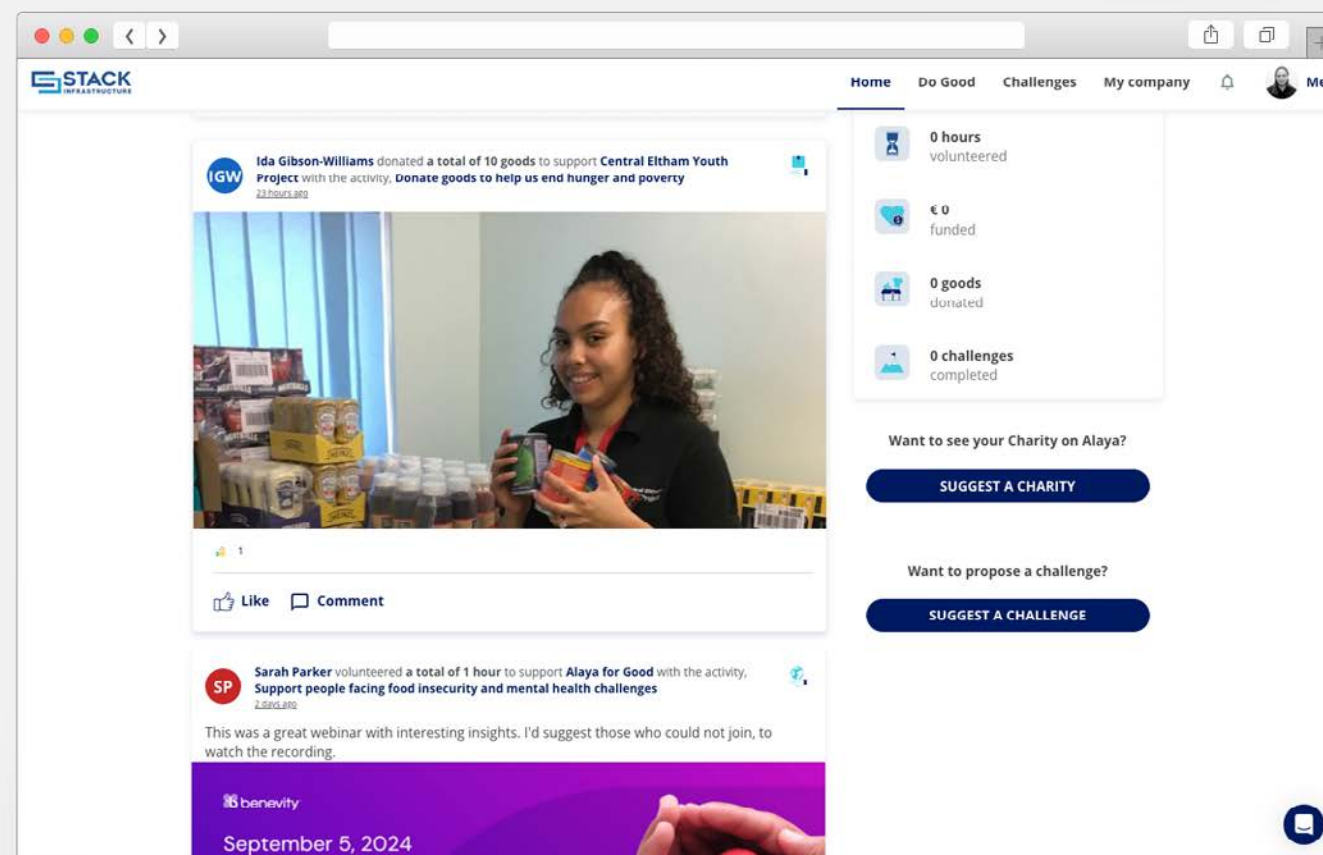 STACK
INFRASTRUCTURE
Home Do Good Challenges My company Me
IGW
Ida Gibson-Williams donated a total of 10 goods to support Central Eltham Youth
Project with the activity, Donate goods to help us end hunger and poverty
23 hours ago
MEATBALLS
HEINZ
1
Like Comment
SP
Sarah Parker volunteered a total of 1 hour to support Alaya for Good with the activity,
Support people facing food insecurity and mental health challenges
2 days ago
This was a great webinar with interesting insights. I'd suggest those who could not join, to
watch the recording.
benevity
September 5, 2024
0 hours
volunteered
€ 0
funded
0 goods
donated
0 challenges
completed
Want to see your Charity on Alaya?
SUGGEST A CHARITY
Want to propose a challenge?
SUGGEST A CHALLENGE